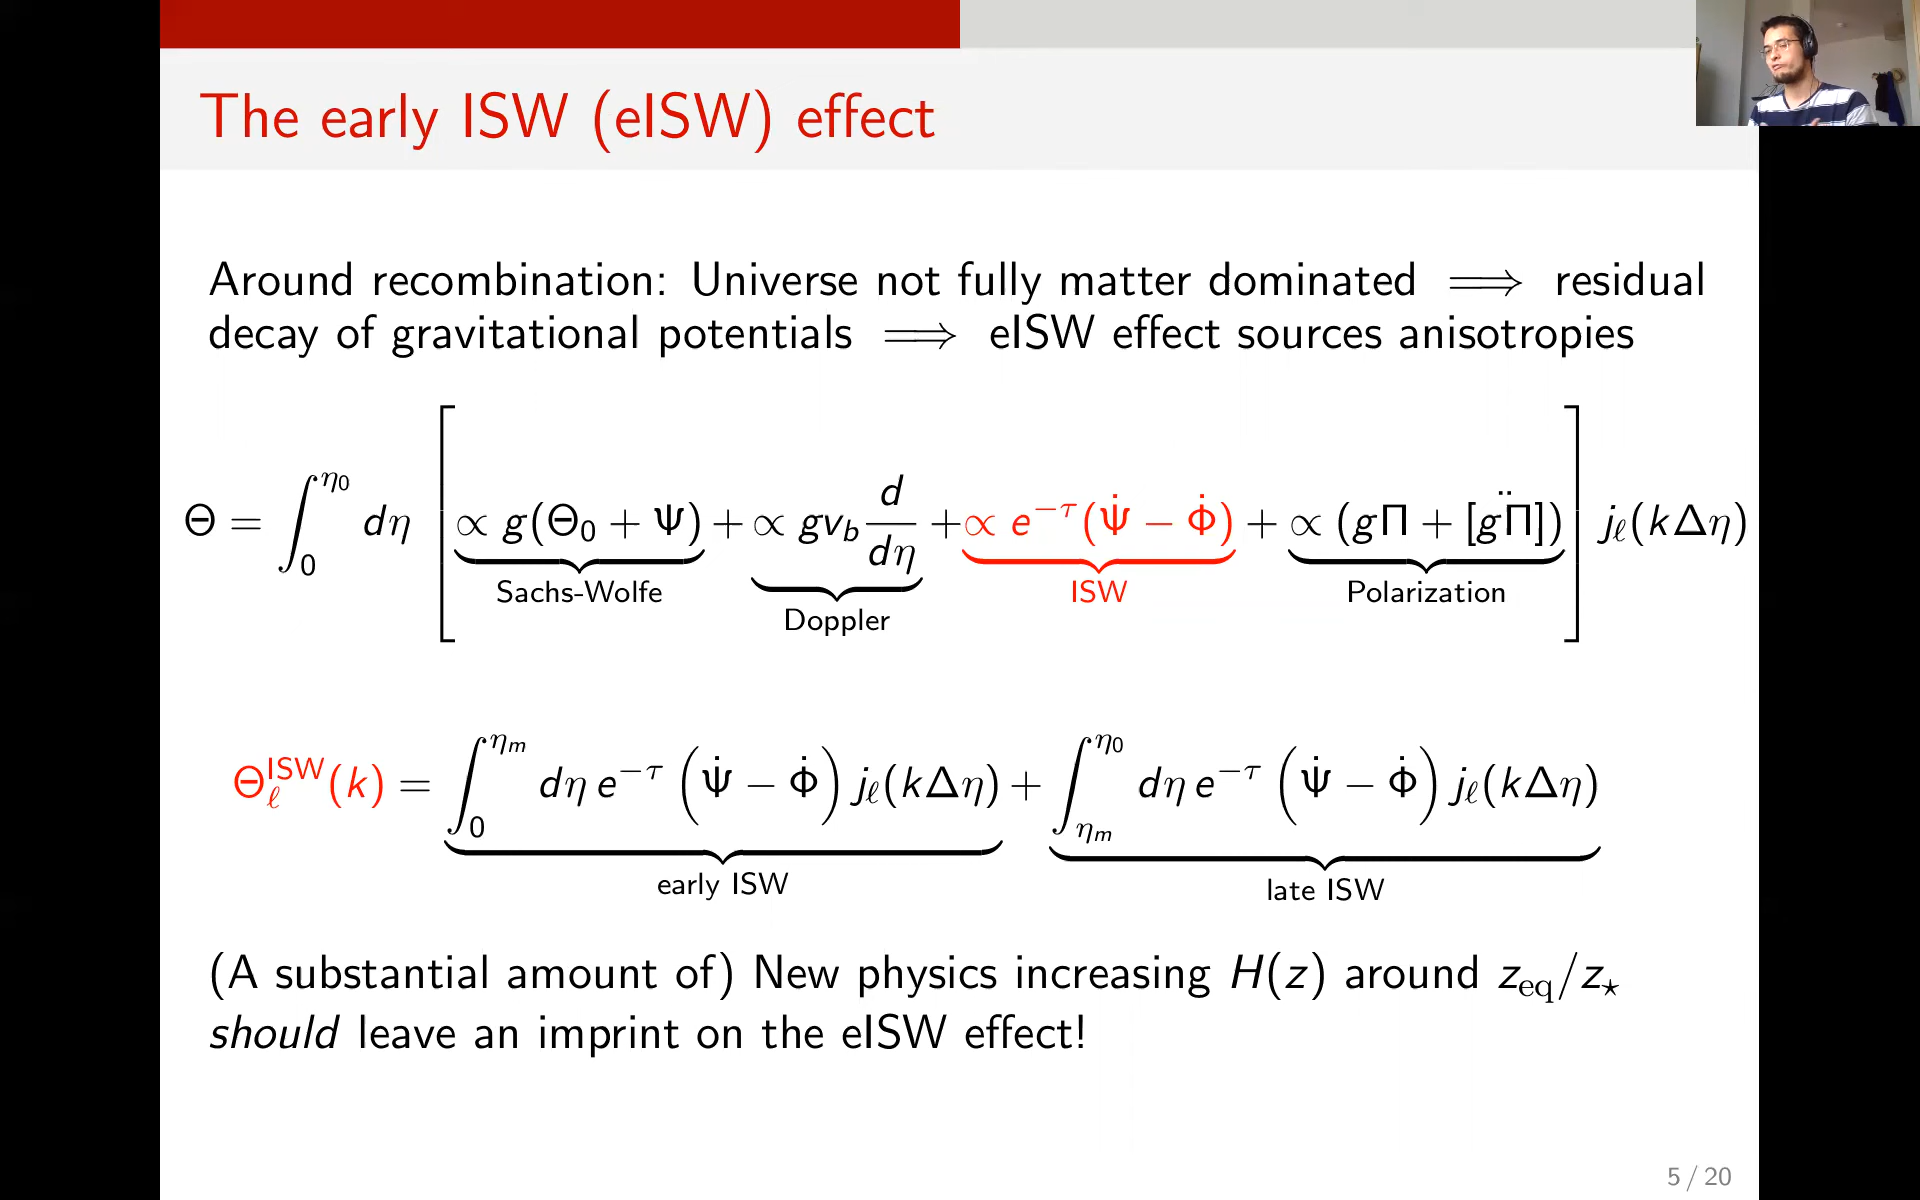 The early ISW (eISW) effect
Around recombination: Universe not fully matter dominated ⟹ residual
decay of gravitational potentials ⟹ eISW effect sources anisotropies
Θ = ∫₀^{η₀} dη [ ∝ g(Θ₀ + Ψ) + ∝ gv_b d/dη + ∝ e^{−τ}(Ψ̇ − Φ̇) + ∝ (gΠ + [gΠ̈]) ] j_ℓ(kΔη)
Sachs-Wolfe ISW Polarization
Doppler
Θ_ℓ^{ISW}(k) = ∫₀^{η_m} dη e^{−τ} (Ψ̇ − Φ̇) j_ℓ(kΔη) + ∫_{η_m}^{η₀} dη e^{−τ} (Ψ̇ − Φ̇) j_ℓ(kΔη)
early ISW late ISW
(A substantial amount of) New physics increasing H(z) around z_eq/z_⋆
should leave an imprint on the eISW effect!
5 / 20